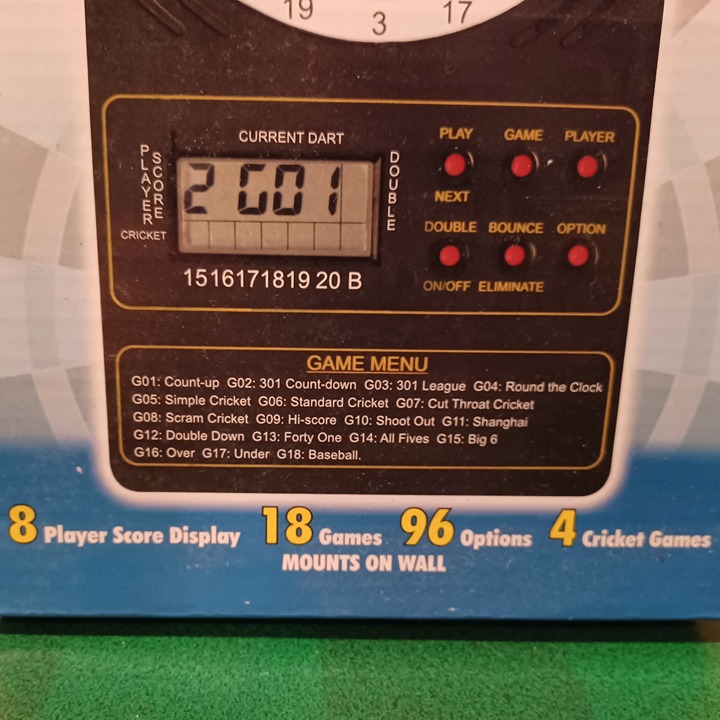 19 3 17
CURRENT DART
PLAYER SCORE
2 G01
DOUBLE
CRICKET
1516171819 20 B
PLAY GAME PLAYER
NEXT
DOUBLE BOUNCE OPTION
ON/OFF ELIMINATE
GAME MENU
G01: Count-up G02: 301 Count-down G03: 301 League G04: Round the Clock
G05: Simple Cricket G06: Standard Cricket G07: Cut Throat Cricket
G08: Scram Cricket G09: Hi-score G10: Shoot Out G11: Shanghai
G12: Double Down G13: Forty One G14: All Fives G15: Big 6
G16: Over G17: Under G18: Baseball.
8 Player Score Display 18 Games 96 Options 4 Cricket Games
MOUNTS ON WALL